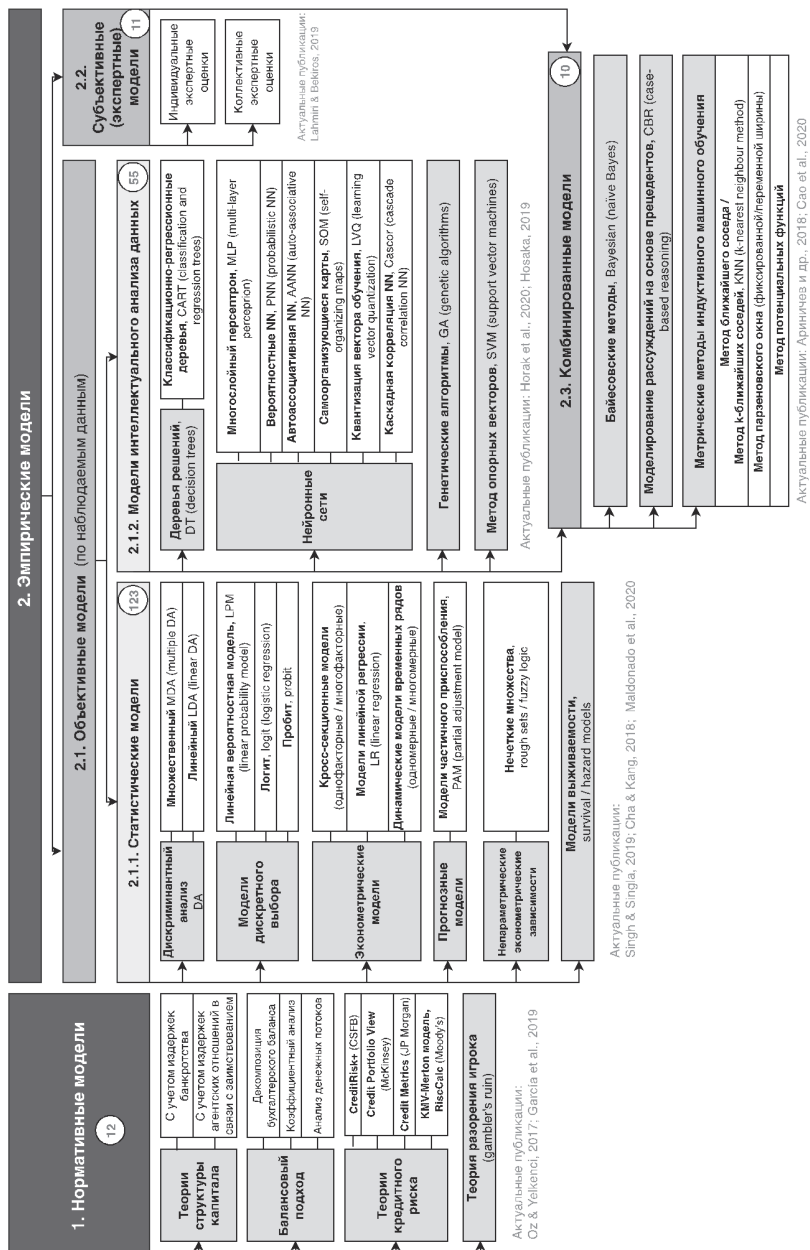 1. Нормативные модели
12
Теории
структуры
капитала
С учетом издержек
банкротства
С учетом издержек
агентских отношений в
связи с заимствованием
Балансовый
подход
Декомпозиция
бухгалтерского баланса
Коэффициентный анализ
Анализ денежных потоков
Теории
кредитного
риска
CreditRisk+ (CSFB)
Credit Portfolio View
(McKinsey)
Credit Metrics (JP Morgan)
KMV-Merton модель,
RiscCalc (Moody's)
Теория разорения игрока
(gambler's ruin)
Актуальные публикации:
Oz & Yelkenci, 2017; García et al., 2019
2. Эмпирические модели
2.1. Объективные модели (по наблюдаемым данным)
2.1.1. Статистические модели
123
Дискриминантный
анализ
DA
Множественный MDA (multiple DA)
Линейный LDA (linear DA)
Модели
дискретного
выбора
Линейная вероятностная модель, LPM
(linear probability model)
Логит, logit (logistic regression)
Пробит, probit
Эконометрические
модели
Кросс-секционные модели
(однофакторные / многофакторные)
Модели линейной регрессии,
LR (linear regression)
Динамические модели временных рядов
(одномерные / многомерные)
Прогнозные
модели
Модели частичного приспособления,
PAM (partial adjustment model)
Непараметрические
эконометрические
зависимости
Нечеткие множества,
rough sets / fuzzy logic
Модели выживаемости,
survival / hazard models
Актуальные публикации:
Singh & Singla, 2019; Cha & Kang, 2018; Maldonado et al., 2020
2.1.2. Модели интеллектуального анализа данных
55
Деревья решений,
DT (decision trees)
Классификационно-регрессионные
деревья, CART (classification and
regression trees)
Нейронные
сети
Многослойный персептрон, MLP (multi-layer
perceprion)
Вероятностные NN, PNN (probabilistic NN)
Автоассоциативная NN, AANN (auto-associative
NN)
Самоорганизующиеся карты, SOM (self-
organizing maps)
Квантизация вектора обучения, LVQ (learning
vector quantization)
Каскадная корреляция NN, Cascor (cascade
correlation NN)
Генетические алгоритмы, GA (genetic algorithms)
Метод опорных векторов, SVM (support vector machines)
Актуальные публикации: Horak et al., 2020; Hosaka, 2019
2.2.
Субъективные
(экспертные)
модели
11
Индивидуальные
экспертные
оценки
Коллективные
экспертные
оценки
Актуальные публикации:
Lahmiri & Bekiros, 2019
2.3. Комбинированные модели
10
Байесовские методы, Bayesian (naïve Bayes)
Моделирование рассуждений на основе прецедентов, CBR (case-
based reasoning)
Метрические методы индуктивного машинного обучения
Метод ближайшего соседа /
Метод k-ближайших соседей, KNN (k-nearest neighbour method)
Метод парзеновского окна (фиксированной/переменной ширины)
Метод потенциальных функций
Актуальные публикации: Ариничев и др., 2018; Cao et al., 2020